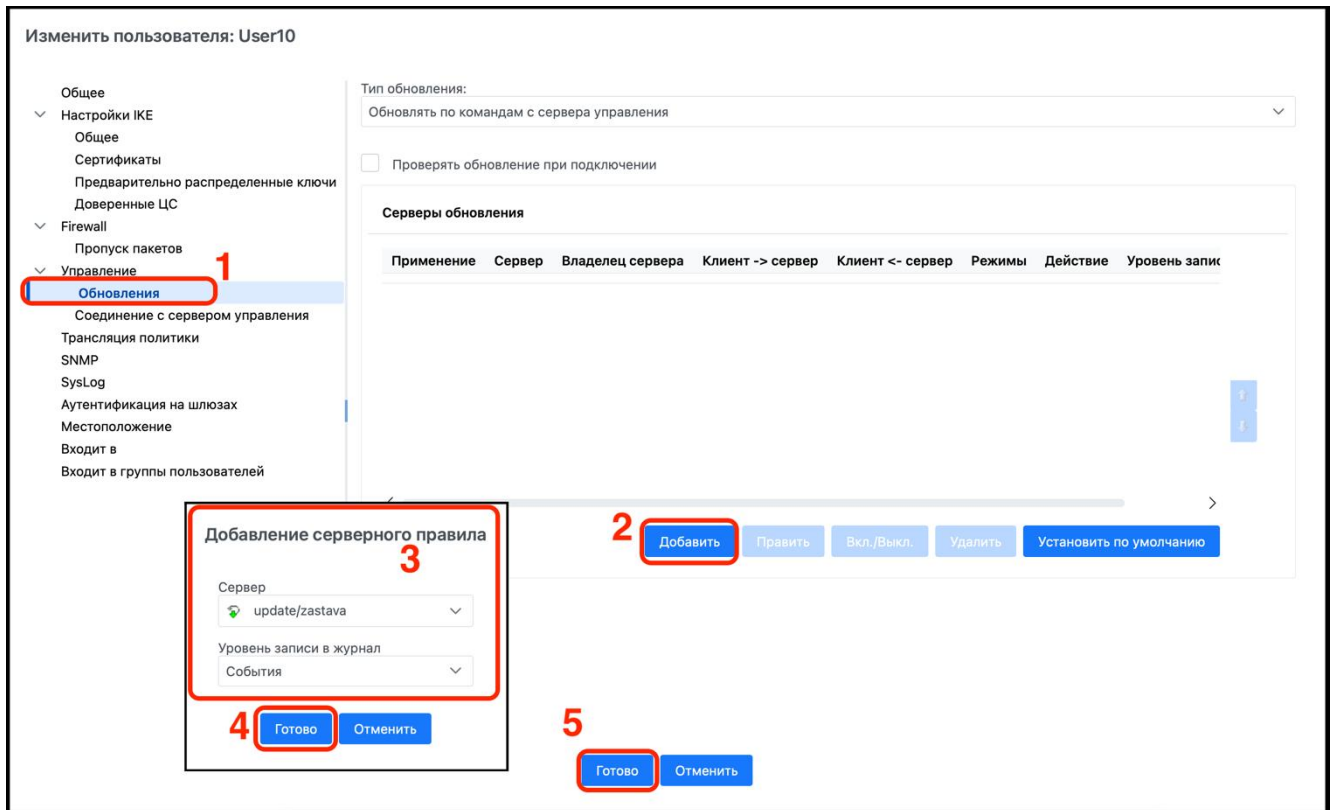 Изменить пользователя: User10
Общее
Настройки IKE
Общее
Сертификаты
Предварительно распределенные ключи
Доверенные ЦС
Firewall
Пропуск пакетов
Управление
1
Обновления
Соединение с сервером управления
Трансляция политики
SNMP
SysLog
Аутентификация на шлюзах
Местоположение
Входит в
Входит в группы пользователей
Тип обновления:
Обновлять по командам с сервера управления
Проверять обновление при подключении
Серверы обновления
Применение Сервер Владелец сервера Клиент -> сервер Клиент <- сервер Режимы Действие Уровень запис
2 Добавить Править Вкл./Выкл. Удалить Установить по умолчанию
Добавление серверного правила
3
Сервер
update/zastava
Уровень записи в журнал
События
4 Готово Отменить
5
Готово Отменить